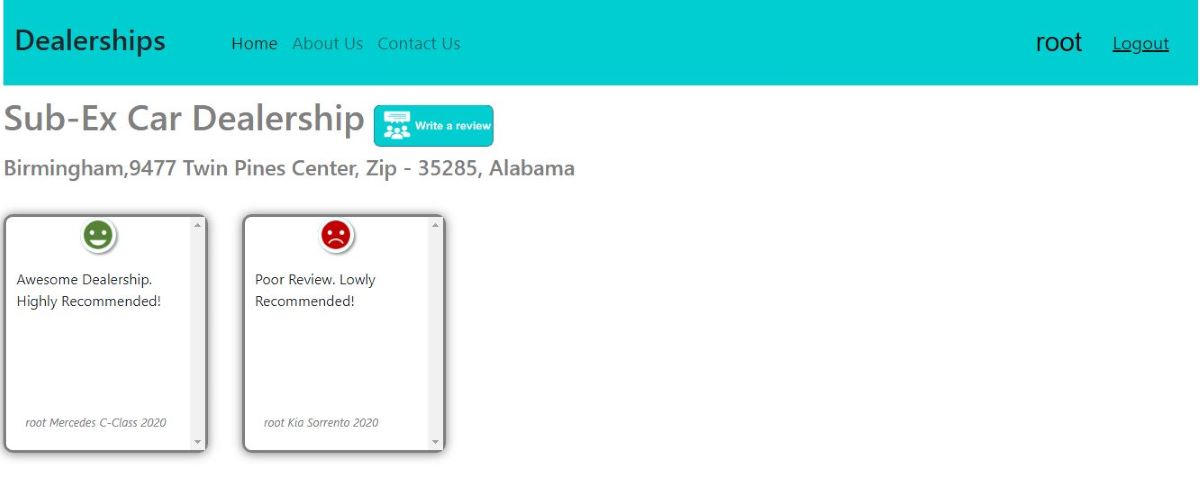 Dealerships Home About Us Contact Us root Logout
Sub-Ex Car Dealership Write a review
Birmingham,9477 Twin Pines Center, Zip - 35285, Alabama
Awesome Dealership.
Highly Recommended!
root Mercedes C-Class 2020
Poor Review. Lowly
Recommended!
root Kia Sorrento 2020